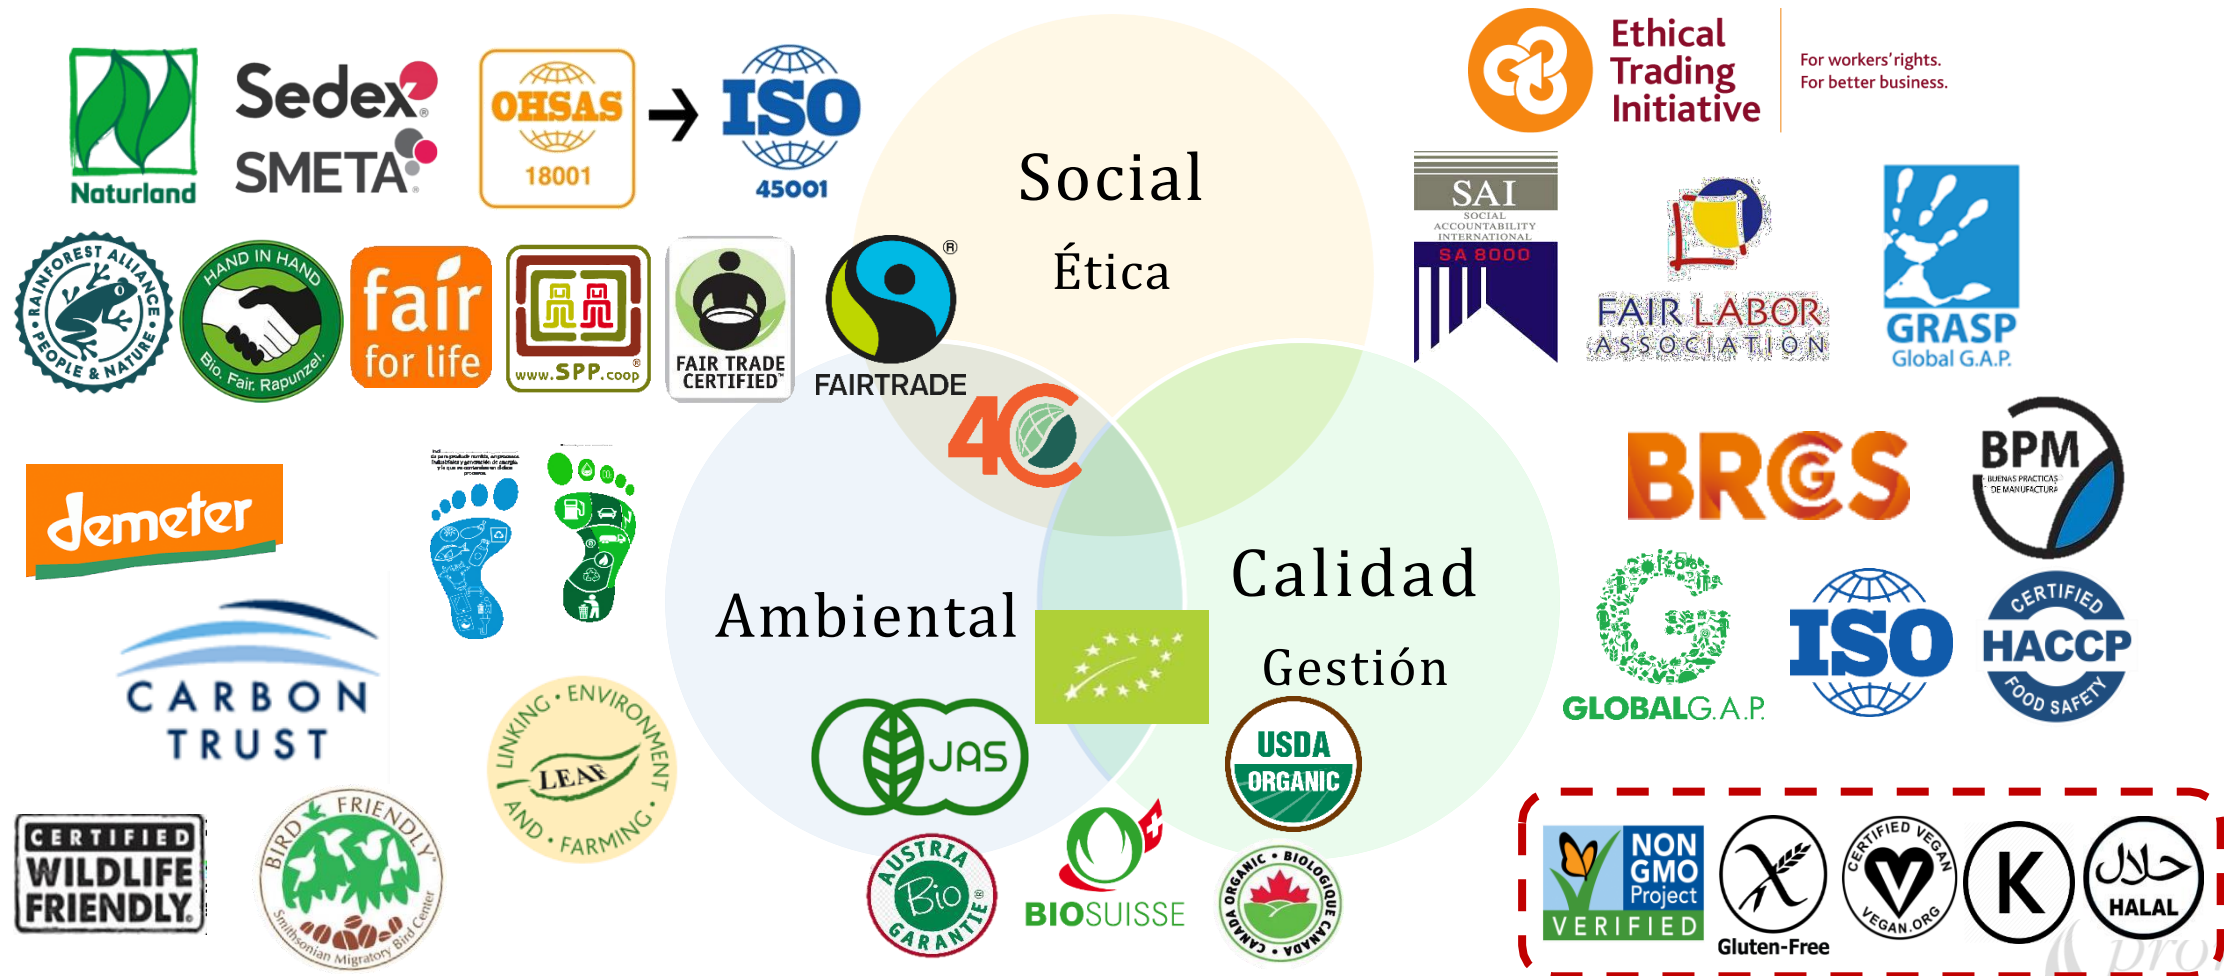 Naturland
Sedex®
SMETA®
OHSAS
18001
ISO
45001
Social
Ética
Ethical
Trading
Initiative
For workers' rights.
For better business.
SAI
SOCIAL
ACCOUNTABILITY
INTERNATIONAL
SA 8000
FAIR LABOR
ASSOCIATION
GRASP
Global G.A.P.
RAINFOREST ALLIANCE
PEOPLE & NATURE
HAND IN HAND
Bio. Fair. Rapunzel.
fair
for life
www.SPP.coop®
FAIR TRADE
CERTIFIED™
®
FAIRTRADE
4C
demeter
BRCGS
BPM
BUENAS PRACTICAS
DE MANUFACTURA
CARBON
TRUST
Ambiental
Calidad
Gestión
GLOBALG.A.P.
ISO
CERTIFIED
HACCP
FOOD SAFETY
LINKING · ENVIRONMENT
LEAF
AND · FARMING
JAS
USDA
ORGANIC
CERTIFIED
WILDLIFE
FRIENDLY.
BIRD FRIENDLY®
Smithsonian Migratory Bird Center
AUSTRIA
Bio
GARANTIE®
BIOSUISSE
CANADA ORGANIC · BIOLOGIQUE CANADA
NON
GMO
Project
VERIFIED
Gluten-Free
CERTIFIED VEGAN
V
VEGAN.ORG
K
حلال
HALAL
pro